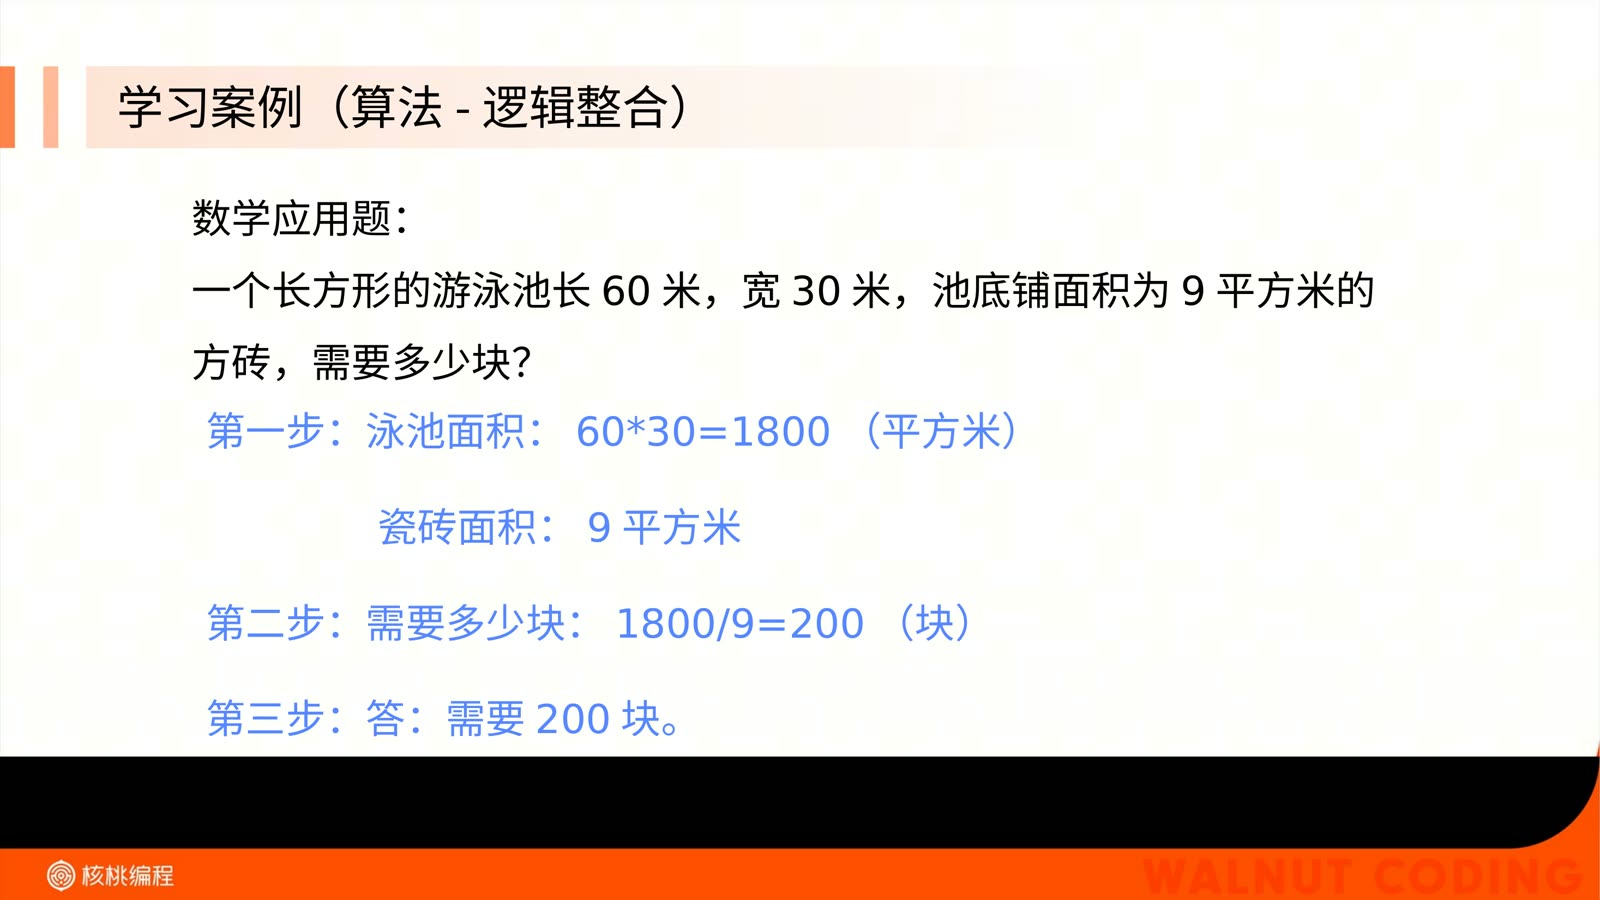 学习案例（算法 - 逻辑整合）
数学应用题：
一个长方形的游泳池长 60 米，宽 30 米，池底铺面积为 9 平方米的
方砖，需要多少块？
第一步：泳池面积： 60*30=1800 （平方米）
瓷砖面积： 9 平方米
第二步：需要多少块： 1800/9=200 （块）
第三步：答：需要 200 块。
核桃编程
WALNUT CODING